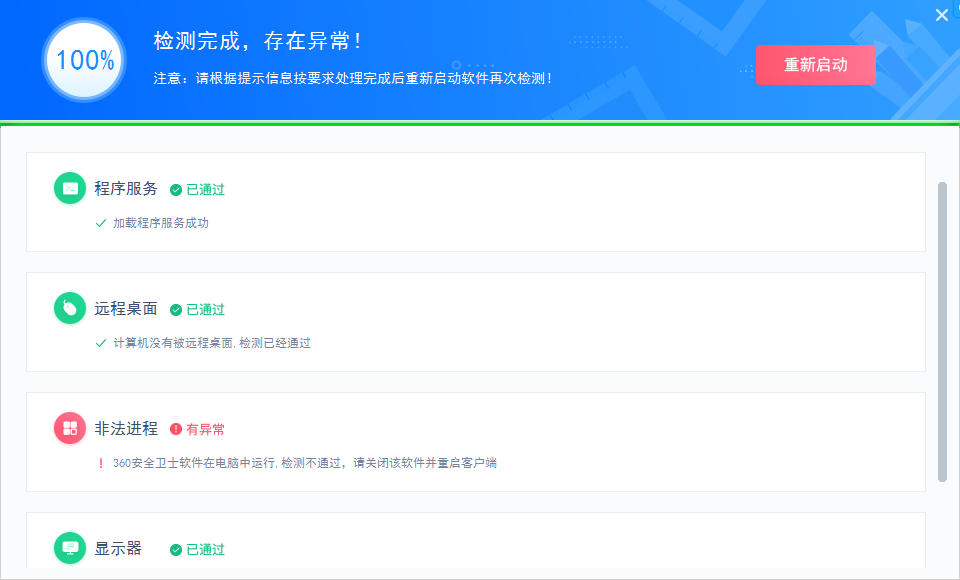 100%
检测完成，存在异常！
注意：请根据提示信息按要求处理完成后重新启动软件再次检测！
重新启动
程序服务 已通过
加载程序服务成功
远程桌面 已通过
计算机没有被远程桌面, 检测已经通过
非法进程 有异常
360安全卫士软件在电脑中运行, 检测不通过，请关闭该软件并重启客户端
显示器 已通过